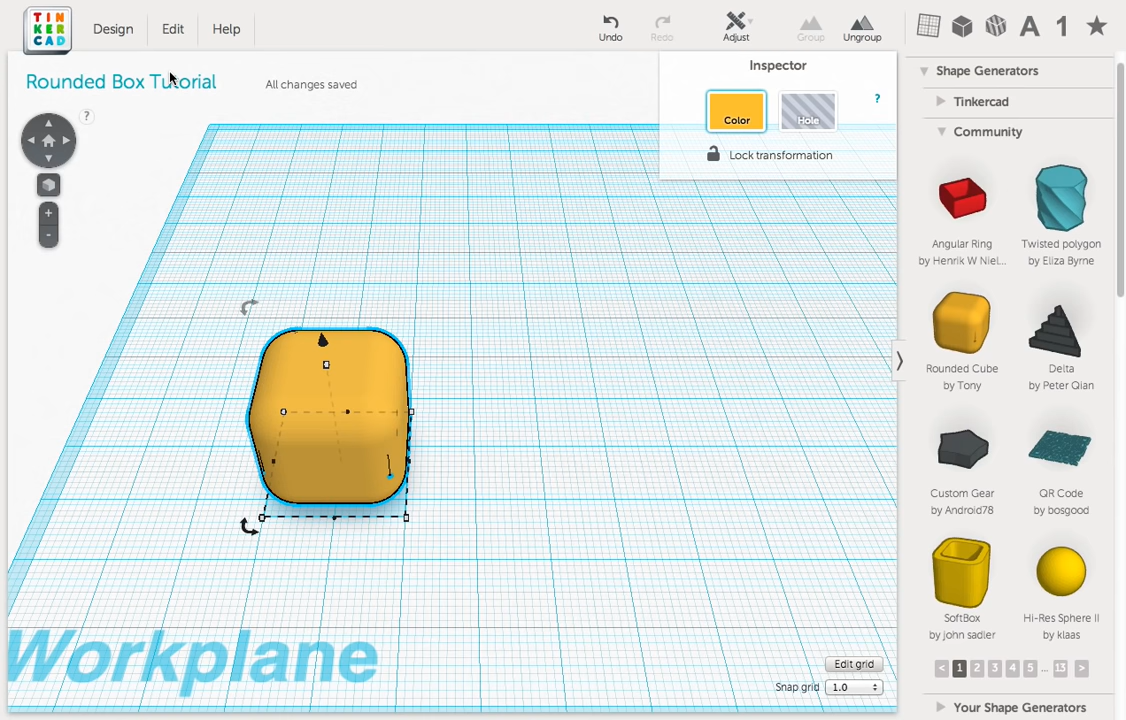 TIN
KER
CAD
Design
Edit
Help
Undo
Redo
Adjust
Group
Ungroup
A
1
Rounded Box Tutorial
All changes saved
?
Inspector
Color
Hole
?
Lock transformation
+
-
Workplane
Edit grid
Snap grid
1.0
Shape Generators
Tinkercad
Community
Angular Ring
by Henrik W Niel...
Twisted polygon
by Eliza Byrne
Rounded Cube
by Tony
Delta
by Peter Qian
Custom Gear
by Android78
QR Code
by bosgood
SoftBox
by john sadler
Hi-Res Sphere II
by klaas
< 1 2 3 4 5 ... 13 >
Your Shape Generators